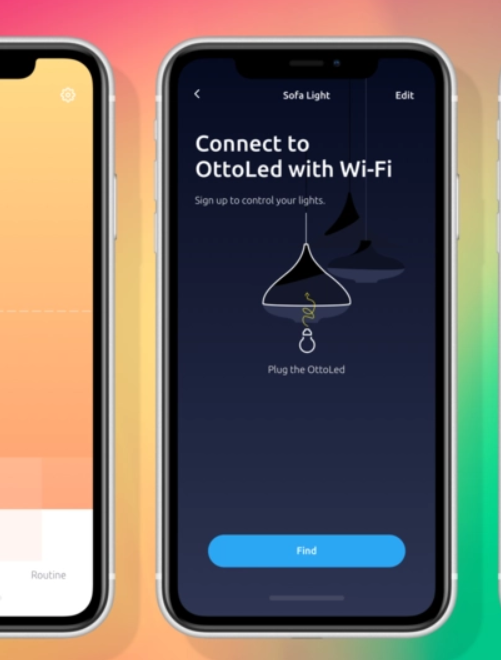 Sofa Light
Edit
Connect to
OttoLed with Wi-Fi
Sign up to control your lights.
Plug the OttoLed
Find
Routine